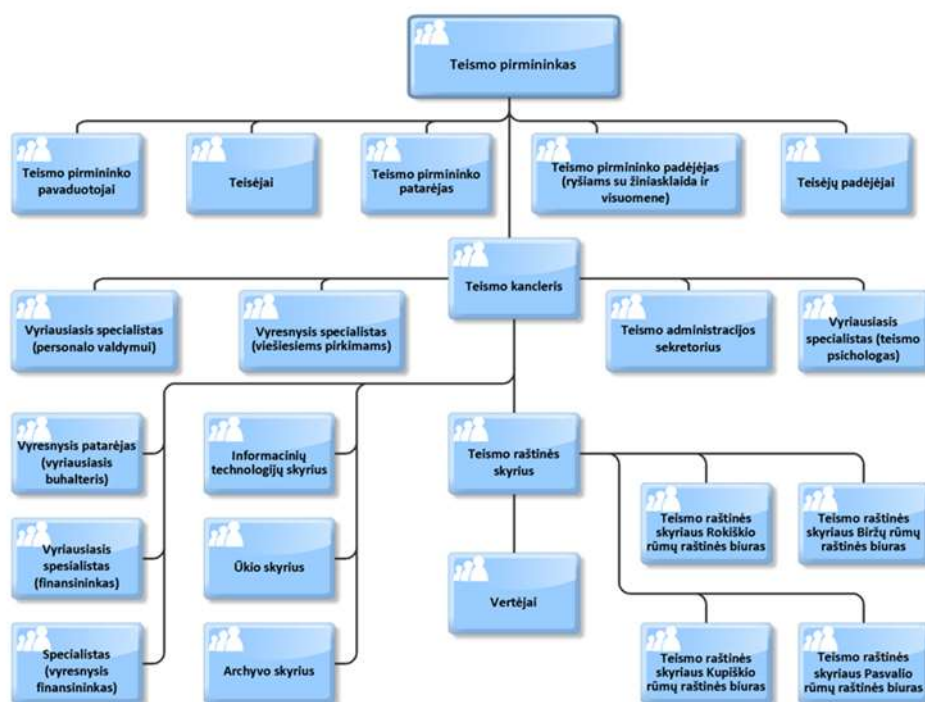 Teismo pirmininkas
Teismo pirmininko
pavaduotojai
Teisėjai
Teismo pirmininko
patarėjas
Teismo pirmininko padėjėjas
(ryšiams su žiniasklaida ir
visuomene)
Teisėjų padėjėjai
Teismo kancleris
Vyriausiasis specialistas
(personalo valdymui)
Vyresnysis specialistas
(viešiesiems pirkimams)
Teismo administracijos
sekretorius
Vyriausiasis
specialistas (teismo
psichologas)
Vyresnysis patarėjas
(vyriausiasis
buhalteris)
Informacinių
technologijų skyrius
Teismo raštinės
skyrius
Teismo raštinės
skyriaus Rokiškio
rūmų raštinės biuras
Teismo raštinės
skyriaus Biržų rūmų
raštinės biuras
Vyriausiasis
spesialistas
(finansininkas)
Ūkio skyrius
Vertėjai
Specialistas
(vyresnysis
finansininkas)
Archyvo skyrius
Teismo raštinės
skyriaus Kupiškio
rūmų raštinės biuras
Teismo raštinės
skyriaus Pasvalio
rūmų raštinės biuras